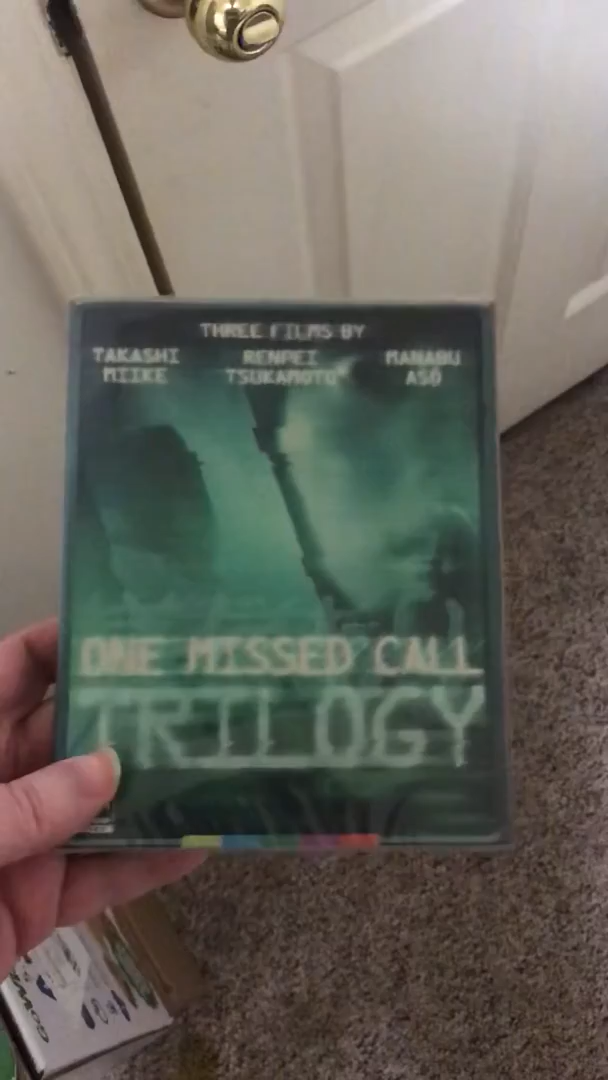 THREE FILMS BY
TAKASHI MIIKE
RENPEI TSUKAMOTO
MANABU ASŌ
ONE MISSED CALL
TRILOGY